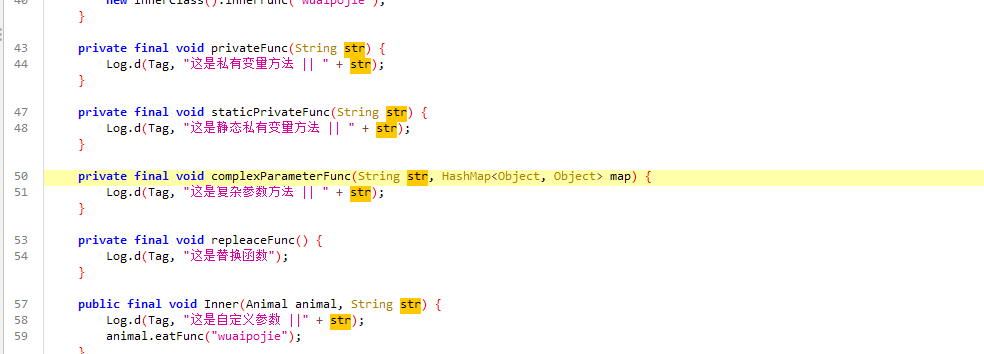 40 new InnerClass().innerFunc("wuaipojie");
}
43 private final void privateFunc(String str) {
44 Log.d(Tag, "这是私有变量方法 || " + str);
}
47 private final void staticPrivateFunc(String str) {
48 Log.d(Tag, "这是静态私有变量方法 || " + str);
}
50 private final void complexParameterFunc(String str, HashMap<Object, Object> map) {
51 Log.d(Tag, "这是复杂参数方法 || " + str);
}
53 private final void repleaceFunc() {
54 Log.d(Tag, "这是替换函数");
}
57 public final void Inner(Animal animal, String str) {
58 Log.d(Tag, "这是自定义参数 ||" + str);
59 animal.eatFunc("wuaipojie");
}